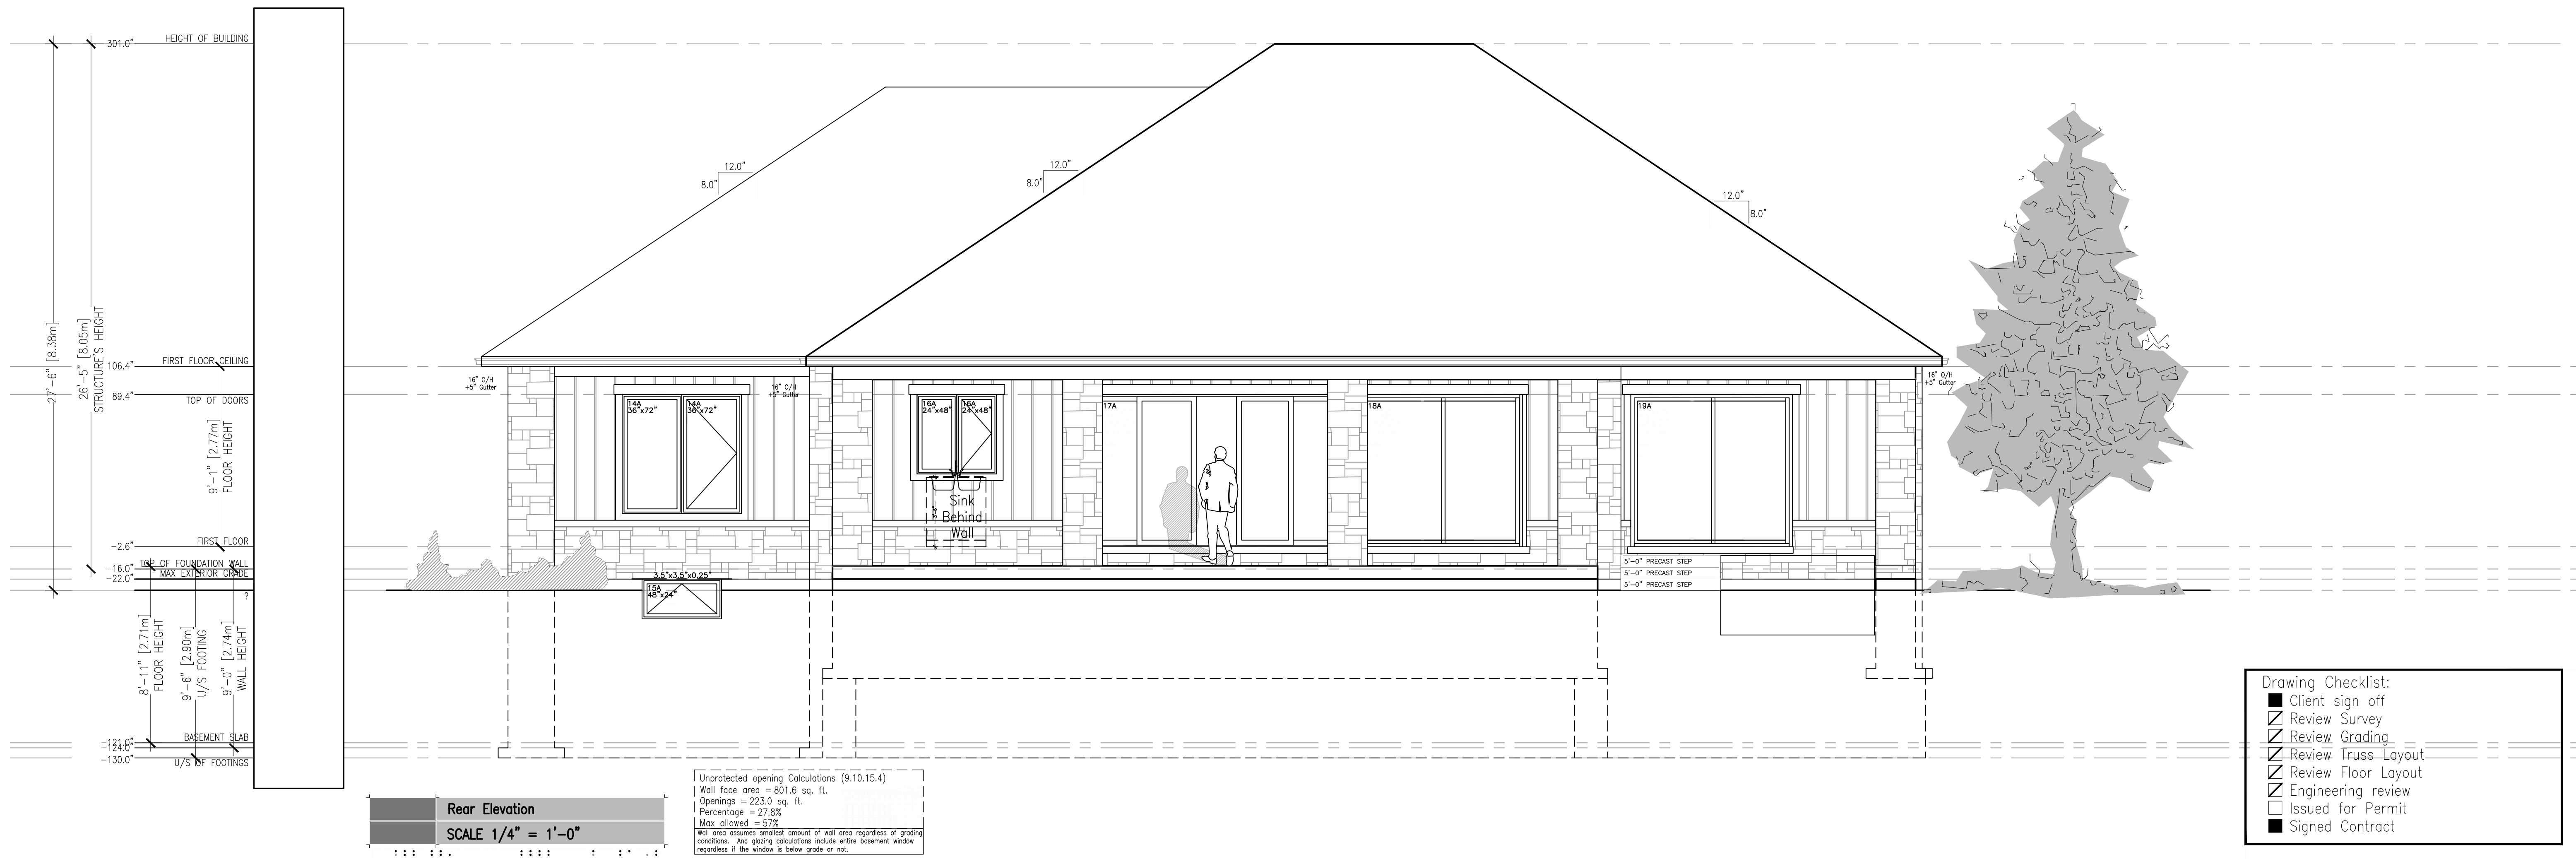 HEIGHT OF BUILDING
301.0"
12.0"
8.0"
12.0"
8.0"
12.0"
8.0"
27'-6" [8.38m]
26'-5" [8.05m]
STRUCTURE'S HEIGHT
FIRST FLOOR CEILING
106.4"
89.4"
TOP OF DOORS
9'-1" [2.77m]
FLOOR HEIGHT
16" O/H
+5" Gutter
16" O/H
+5" Gutter
16" O/H
+5" Gutter
14A
36"x72"
14A
36"x72"
16A
24"x48"
16A
24"x48"
17A
18A
19A
Sink
Behind
Wall
FIRST FLOOR
-2.6"
TOP OF FOUNDATION WALL
-16.0"
MAX EXTERIOR GRADE
-22.0"
?
3.5"x3.5"x0.25"
15A
48"x24"
5'-0" PRECAST STEP
5'-0" PRECAST STEP
5'-0" PRECAST STEP
8'-11" [2.71m]
FLOOR HEIGHT
9'-6" [2.90m]
U/S FOOTING
9'-0" [2.74m]
WALL HEIGHT
BASEMENT SLAB
-121.0"
-124.0"
-130.0"
U/S OF FOOTINGS
Rear Elevation
SCALE 1/4" = 1'-0"
Unprotected opening Calculations (9.10.15.4)
Wall face area = 801.6 sq. ft.
Openings = 223.0 sq. ft.
Percentage = 27.8%
Max allowed = 57%
Wall area assumes smallest amount of wall area regardless of grading
conditions. And glazing calculations include entire basement window
regardless if the window is below grade or not.
Drawing Checklist:
Client sign off
Review Survey
Review Grading
Review Truss Layout
Review Floor Layout
Engineering review
Issued for Permit
Signed Contract